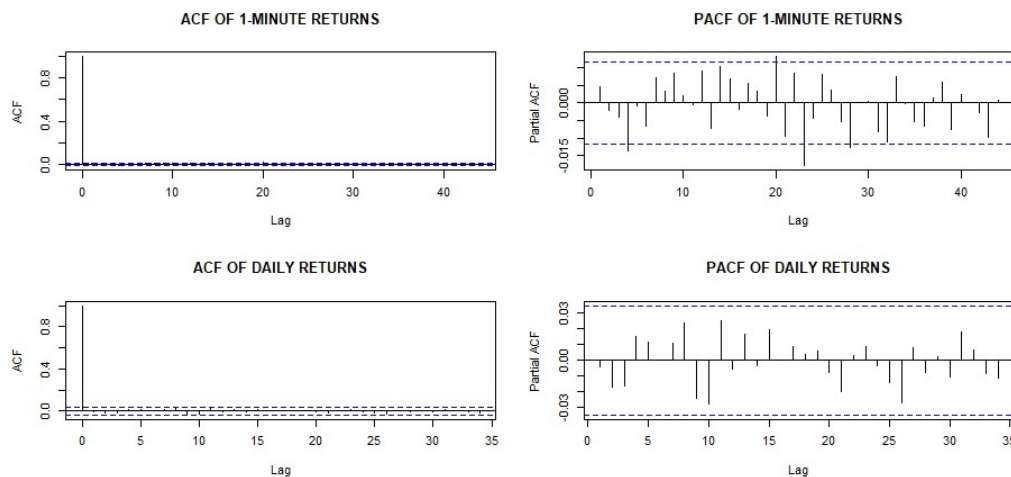 ACF OF 1-MINUTE RETURNS
ACF
0.8
0.4
0.0
0 10 20 30 40
Lag
PACF OF 1-MINUTE RETURNS
Partial ACF
0.000
-0.015
0 10 20 30 40
Lag
ACF OF DAILY RETURNS
ACF
0.8
0.4
0.0
0 5 10 15 20 25 30 35
Lag
PACF OF DAILY RETURNS
Partial ACF
0.03
0.00
-0.03
0 5 10 15 20 25 30 35
Lag